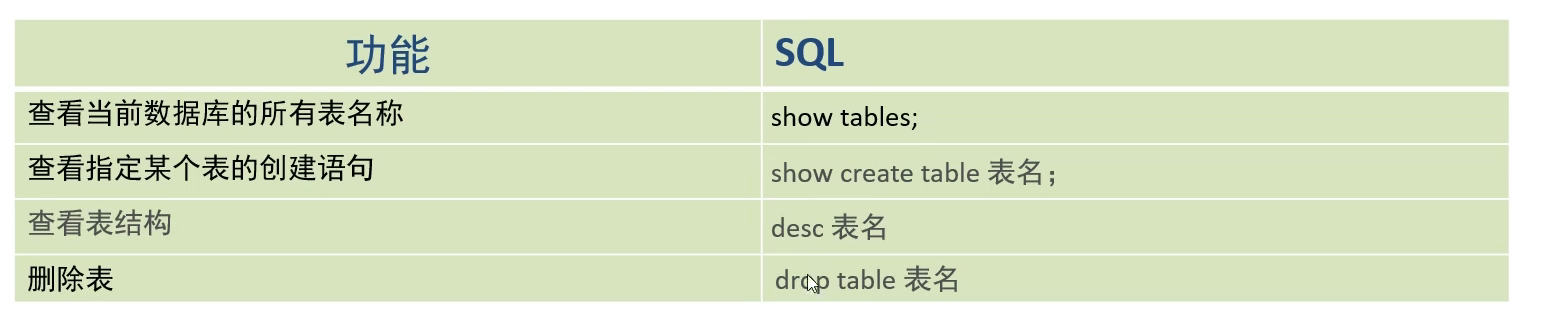 功能 SQL
查看当前数据库的所有表名称 show tables;
查看指定某个表的创建语句 show create table 表名；
查看表结构 desc 表名
删除表 drop table 表名